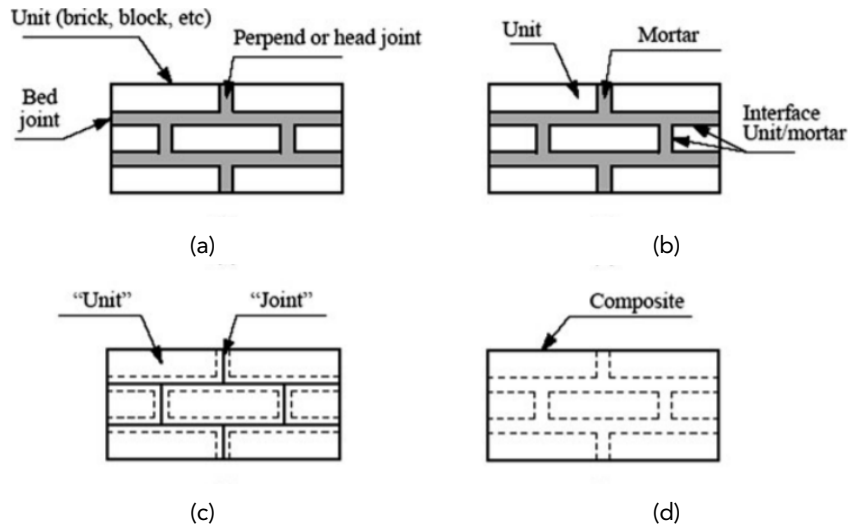 Unit (brick, block, etc)
Perpend or head joint
Bed
joint
(a)
Unit
Mortar
Interface
Unit/mortar
(b)
“Unit”
“Joint”
(c)
Composite
(d)